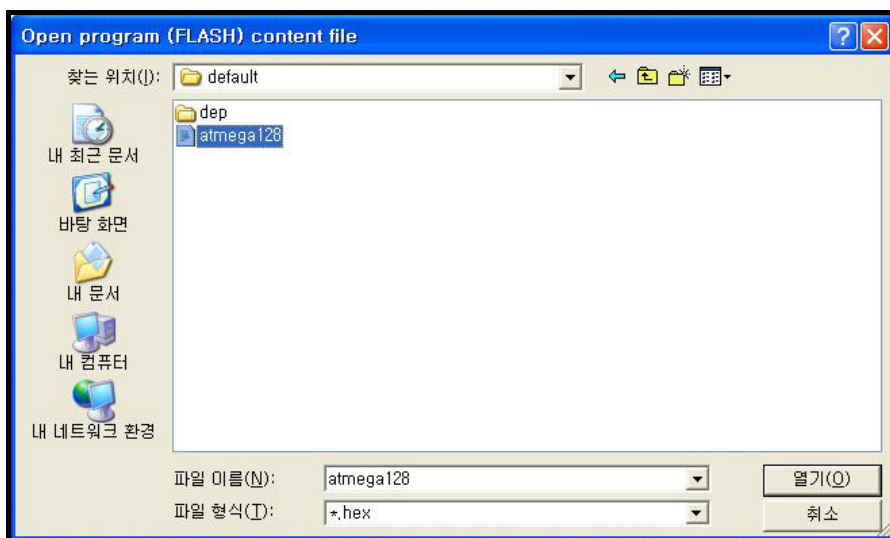 Open program (FLASH) content file
찾는 위치(I): default
dep
atmega128
내 최근 문서
바탕 화면
내 문서
내 컴퓨터
내 네트워크 환경
파일 이름(N): atmega128
파일 형식(T): *.hex
열기(O)
취소